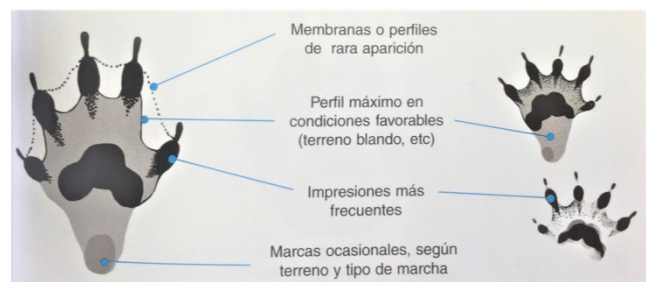 Membranas o perfiles
de rara aparición
Perfil máximo en
condiciones favorables
(terreno blando, etc)
Impresiones más
frecuentes
Marcas ocasionales, según
terreno y tipo de marcha